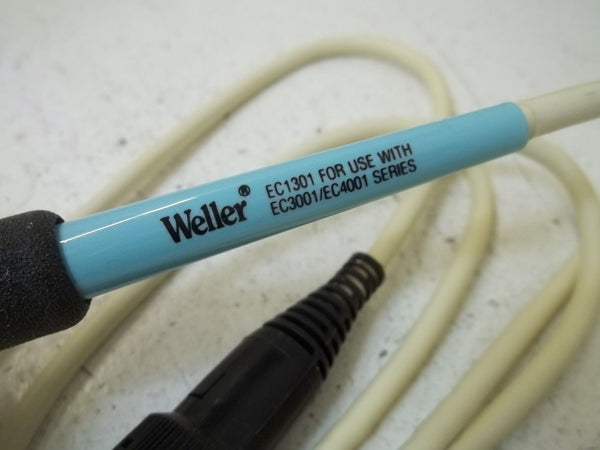 Weller®
EC1301 FOR USE WITH
EC3001/EC4001 SERIES